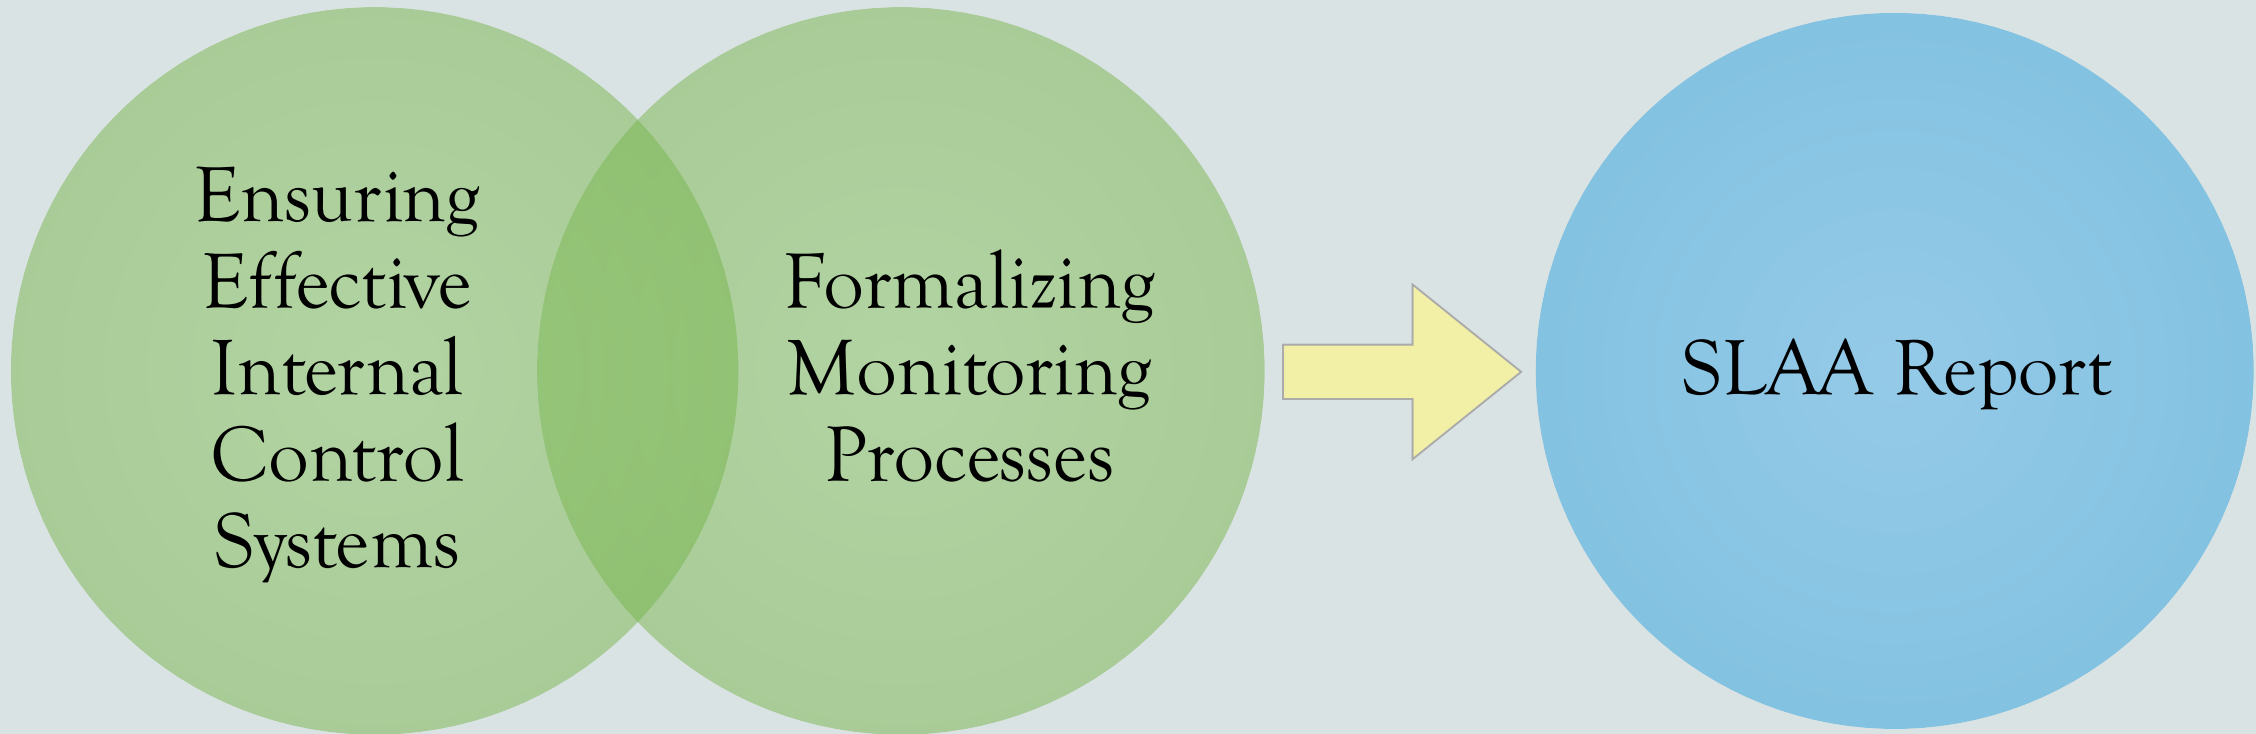 Ensuring
Effective
Internal
Control
Systems
Formalizing
Monitoring
Processes
SLAA Report